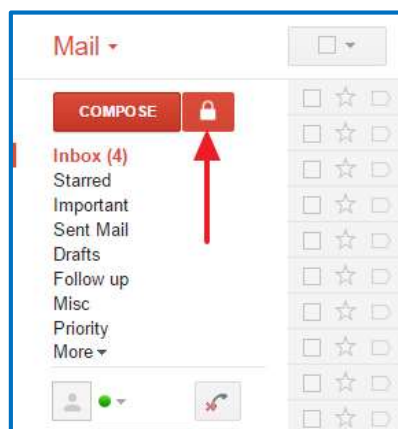 Mail
COMPOSE
Inbox (4)
Starred
Important
Sent Mail
Drafts
Follow up
Misc
Priority
More